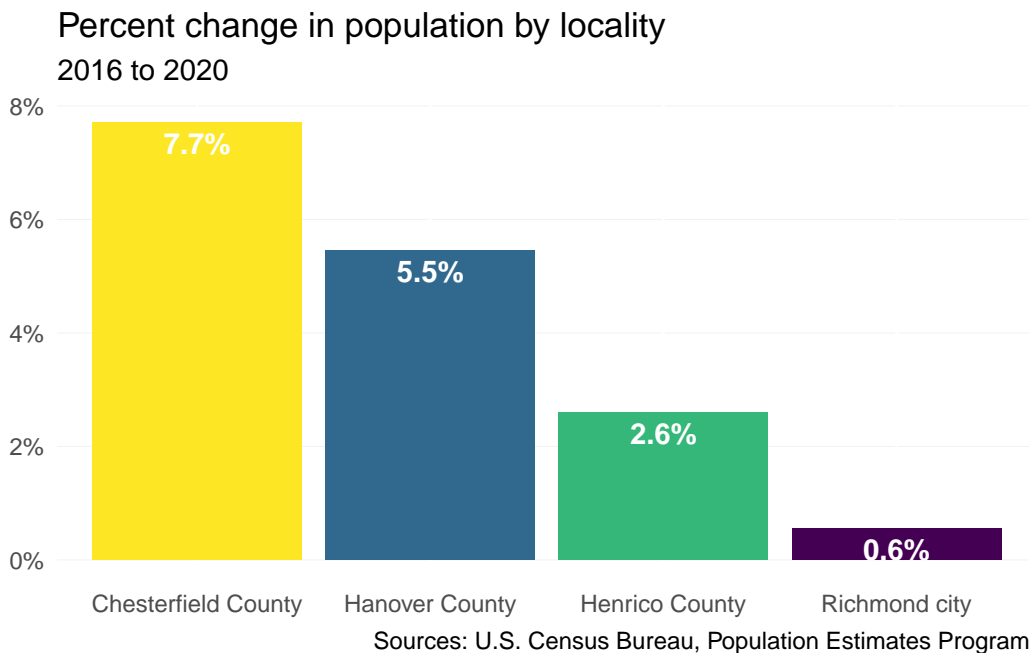 Percent change in population by locality
2016 to 2020
8%
6%
4%
2%
0%
7.7%
5.5%
2.6%
0.6%
Chesterfield County
Hanover County
Henrico County
Richmond city
Sources: U.S. Census Bureau, Population Estimates Program